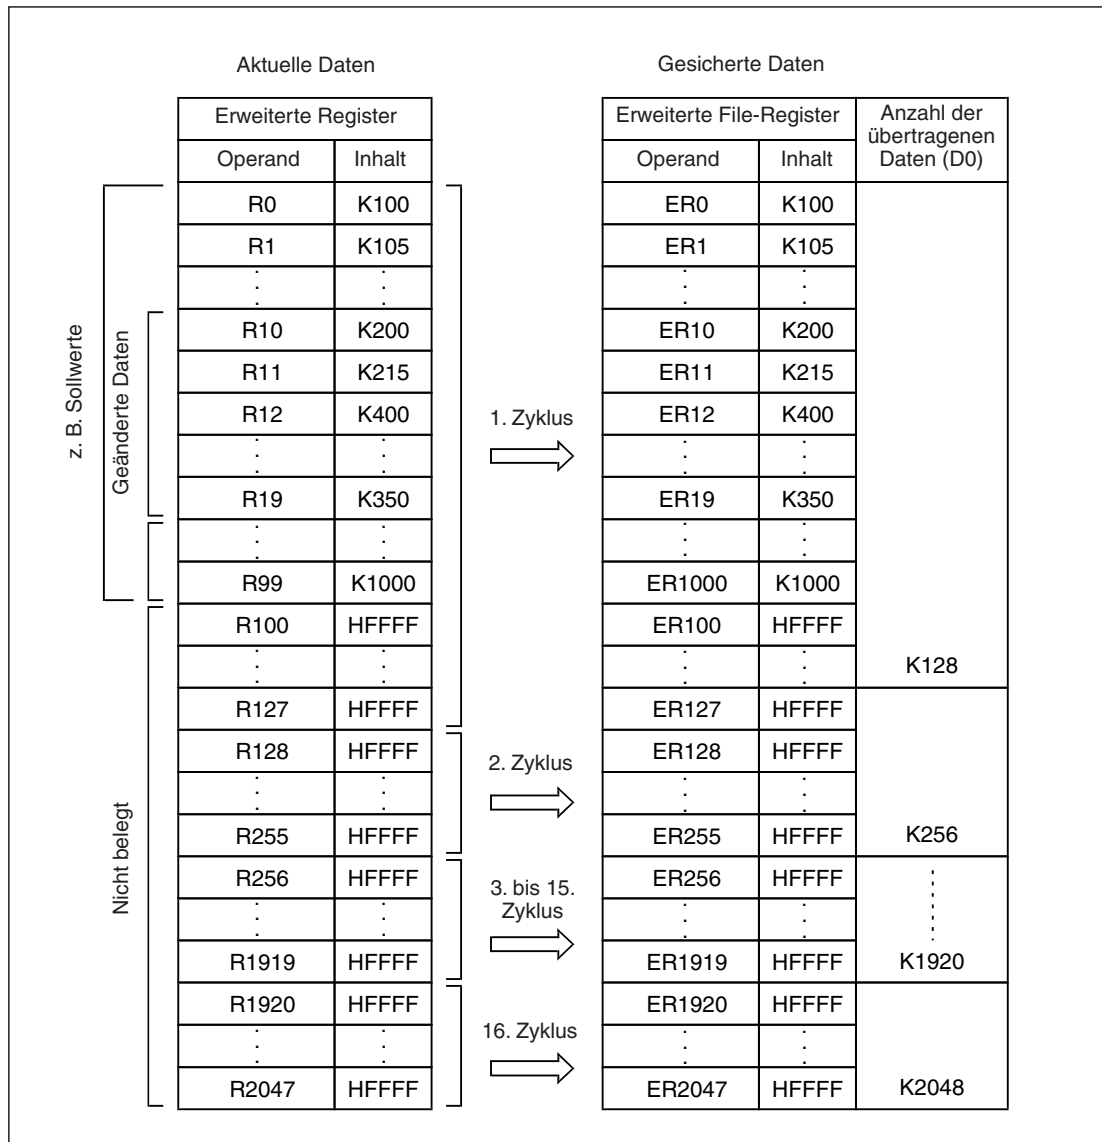 Aktuelle Daten Gesicherte Daten
Erweiterte Register Erweiterte File-Register Anzahl der
übertragenen
Daten (D0)
Operand Inhalt Operand Inhalt
R0 K100 ER0 K100
R1 K105 ER1 K105
R10 K200 ER10 K200
R11 K215 ER11 K215
R12 K400 ER12 K400
1. Zyklus
R19 K350 ER19 K350
R99 K1000 ER1000 K1000
R100 HFFFF ER100 HFFFF
K128
R127 HFFFF ER127 HFFFF
R128 HFFFF ER128 HFFFF
2. Zyklus
R255 HFFFF ER255 HFFFF K256
R256 HFFFF ER256 HFFFF
3. bis 15.
Zyklus
R1919 HFFFF ER1919 HFFFF K1920
R1920 HFFFF ER1920 HFFFF
16. Zyklus
R2047 HFFFF ER2047 HFFFF K2048
z. B. Sollwerte
Geänderte Daten
Nicht belegt